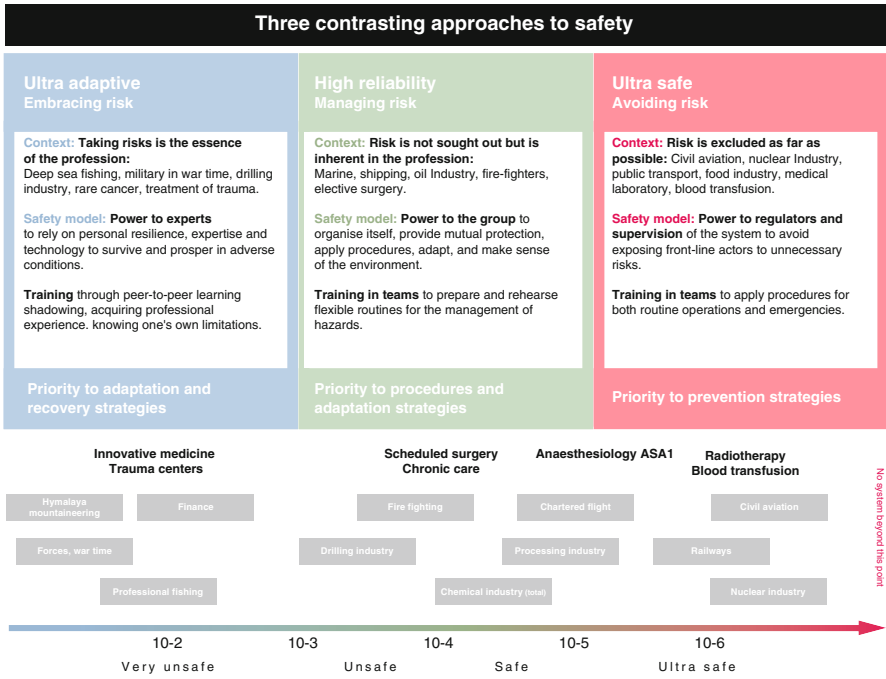 Three contrasting approaches to safety
Ultra adaptive
Embracing risk
Context: Taking risks is the essence
of the profession:
Deep sea fishing, military in war time, drilling
industry, rare cancer, treatment of trauma.
Safety model: Power to experts
to rely on personal resilience, expertise and
technology to survive and prosper in adverse
conditions.
Training through peer-to-peer learning
shadowing, acquiring professional
experience. knowing one's own limitations.
Priority to adaptation and
recovery strategies
High reliability
Managing risk
Context: Risk is not sought out but is
inherent in the profession:
Marine, shipping, oil Industry, fire-fighters,
elective surgery.
Safety model: Power to the group to
organise itself, provide mutual protection,
apply procedures, adapt, and make sense
of the environment.
Training in teams to prepare and rehearse
flexible routines for the management of
hazards.
Priority to procedures and
adaptation strategies
Ultra safe
Avoiding risk
Context: Risk is excluded as far as
possible: Civil aviation, nuclear Industry,
public transport, food industry, medical
laboratory, blood transfusion.
Safety model: Power to regulators and
supervision of the system to avoid
exposing front-line actors to unnecessary
risks.
Training in teams to apply procedures for
both routine operations and emergencies.
Priority to prevention strategies
Innovative medicine
Trauma centers
Scheduled surgery
Chronic care
Anaesthesiology ASA1
Radiotherapy
Blood transfusion
Hymalaya
mountaineering
Finance
Fire fighting
Chartered flight
Civil aviation
Forces, war time
Drilling industry
Processing industry
Railways
Professional fishing
Chemical industry (total)
Nuclear industry
No system beyond this point
10-2
10-3
10-4
10-5
10-6
Very unsafe
Unsafe
Safe
Ultra safe